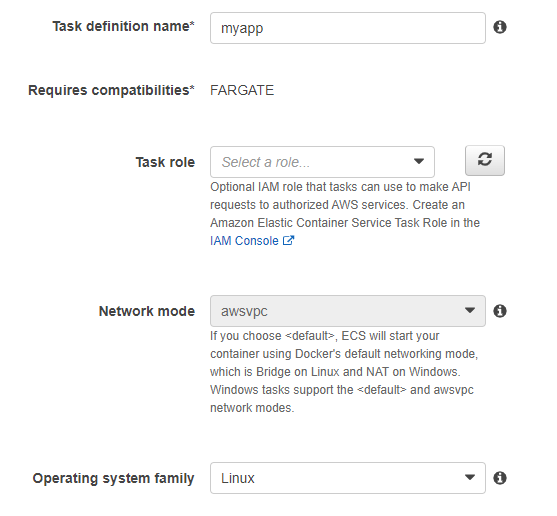 Task definition name* myapp
Requires compatibilities* FARGATE
Task role Select a role...
Optional IAM role that tasks can use to make API
requests to authorized AWS services. Create an
Amazon Elastic Container Service Task Role in the
IAM Console
Network mode awsvpc
If you choose <default>, ECS will start your
container using Docker's default networking mode,
which is Bridge on Linux and NAT on Windows.
Windows tasks support the <default> and awsvpc
network modes.
Operating system family Linux